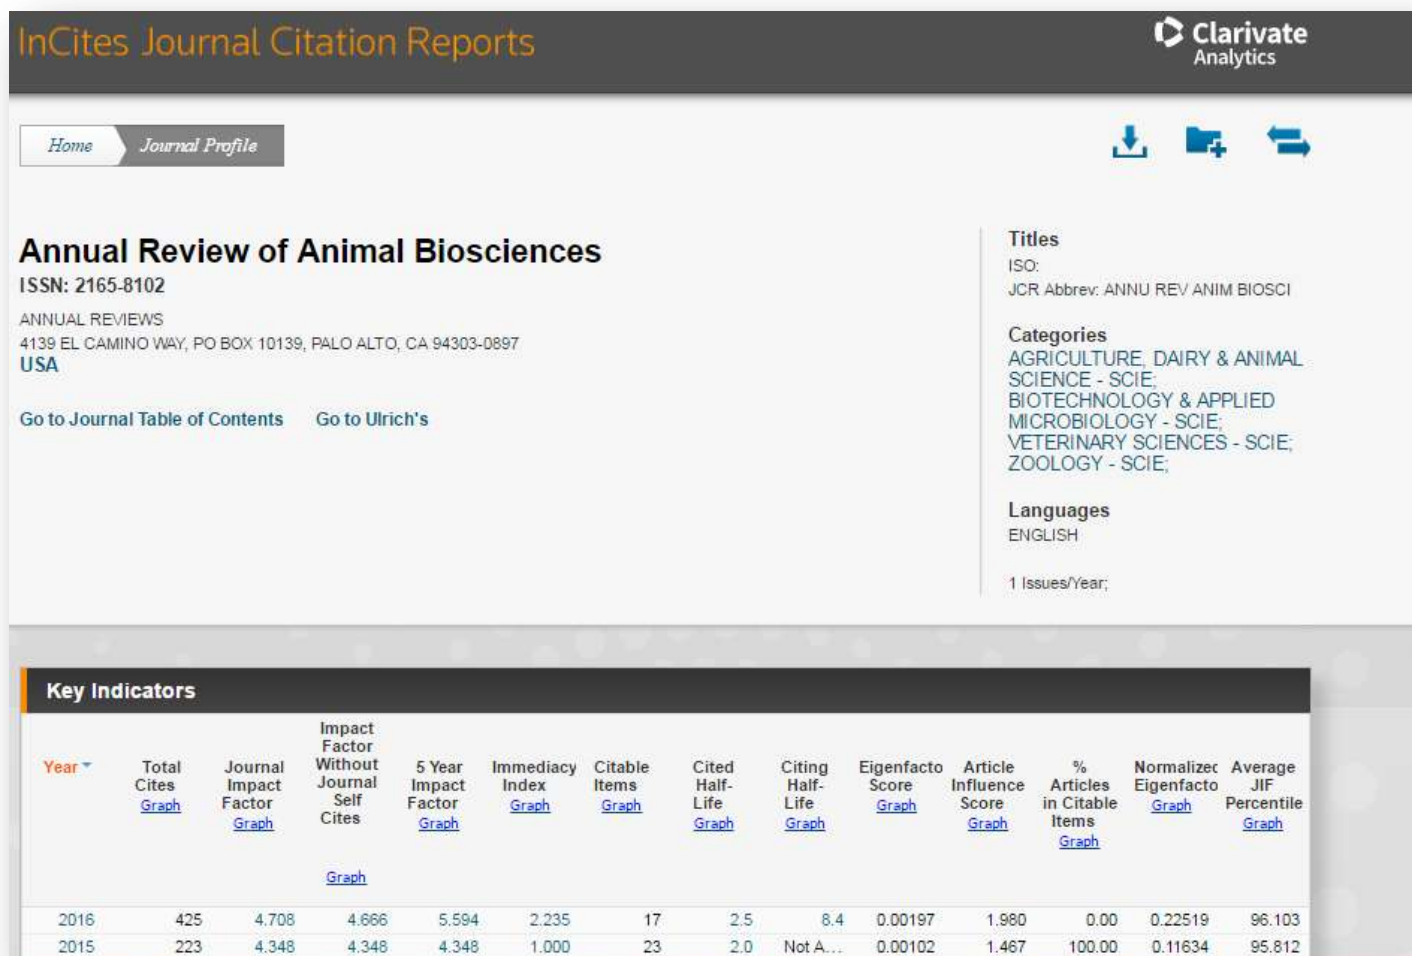 InCites Journal Citation Reports
Clarivate
Analytics
Home
Journal Profile
Annual Review of Animal Biosciences
ISSN: 2165-8102
ANNUAL REVIEWS
4139 EL CAMINO WAY, PO BOX 10139, PALO ALTO, CA 94303-0897
USA
Go to Journal Table of Contents
Go to Ulrich's
Titles
ISO:
JCR Abbrev: ANNU REV ANIM BIOSCI
Categories
AGRICULTURE, DAIRY & ANIMAL
SCIENCE - SCIE;
BIOTECHNOLOGY & APPLIED
MICROBIOLOGY - SCIE;
VETERINARY SCIENCES - SCIE;
ZOOLOGY - SCIE;
Languages
ENGLISH
1 Issues/Year;
Key Indicators
Year
Total
Cites
Graph
Journal
Impact
Factor
Graph
Impact
Factor
Without
Journal
Self
Cites
Graph
5 Year
Impact
Factor
Graph
Immediacy
Index
Graph
Citable
Items
Graph
Cited
Half-
Life
Graph
Citing
Half-
Life
Graph
Eigenfacto
Score
Graph
Article
Influence
Score
Graph
%
Articles
in Citable
Items
Graph
Normalizec
Eigenfacto
Graph
Average
JIF
Percentile
Graph
2016 425 4.708 4.666 5.594 2.235 17 2.5 8.4 0.00197 1.980 0.00 0.22519 96.103
2015 223 4.348 4.348 4.348 1.000 23 2.0 Not A... 0.00102 1.467 100.00 0.11634 95.812